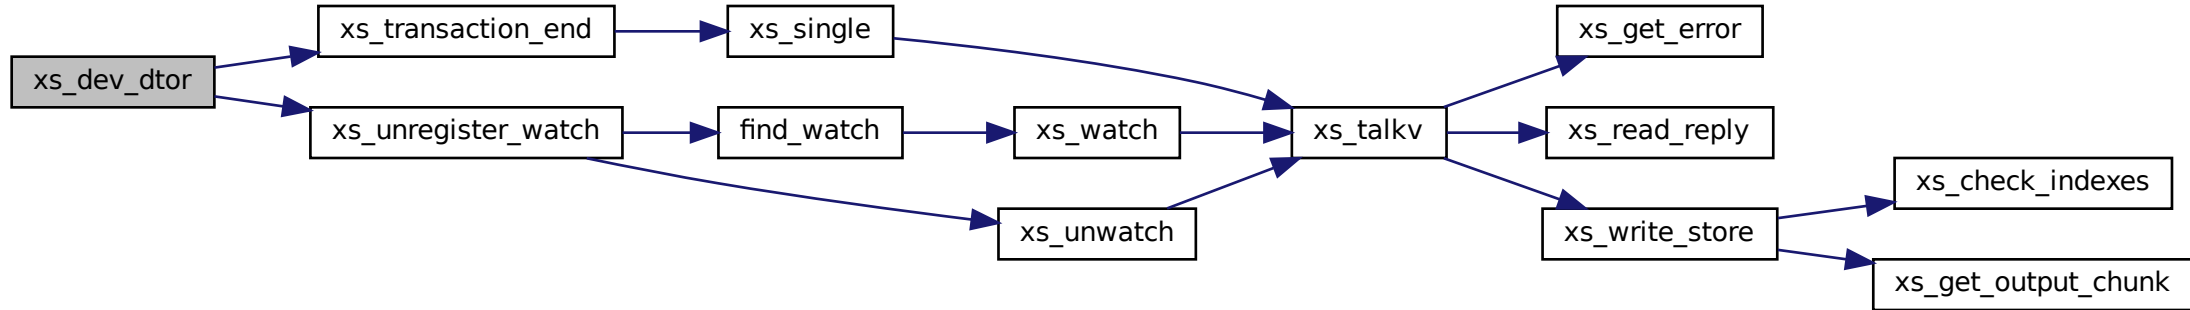 xs_dev_dtor
xs_transaction_end
xs_unregister_watch
xs_single
find_watch
xs_watch
xs_unwatch
xs_talkv
xs_get_error
xs_read_reply
xs_write_store
xs_check_indexes
xs_get_output_chunk